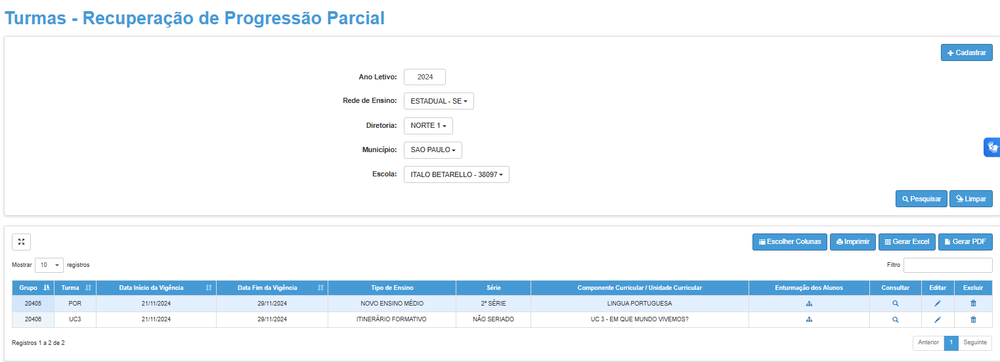 Turmas - Recuperação de Progressão Parcial
Cadastrar
Ano Letivo: 2024
Rede de Ensino: ESTADUAL - SE
Diretoria: NORTE 1
Município: SAO PAULO
Escola: ITALO BETARELLO - 38097
Pesquisar Limpar
Escolher Colunas Imprimir Gerar Excel Gerar PDF
Mostrar 10 registros Filtro
Grupo Turma Data Início da Vigência Data Fim da Vigência Tipo de Ensino Série Componente Curricular / Unidade Curricular Enturmação dos Alunos Consultar Editar Excluir
20405 POR 21/11/2024 29/11/2024 NOVO ENSINO MÉDIO 2ª SÉRIE LINGUA PORTUGUESA
20406 UC3 21/11/2024 29/11/2024 ITINERÁRIO FORMATIVO NÃO SERIADO UC 3 - EM QUE MUNDO VIVEMOS?
Registros 1 a 2 de 2 Anterior 1 Seguinte